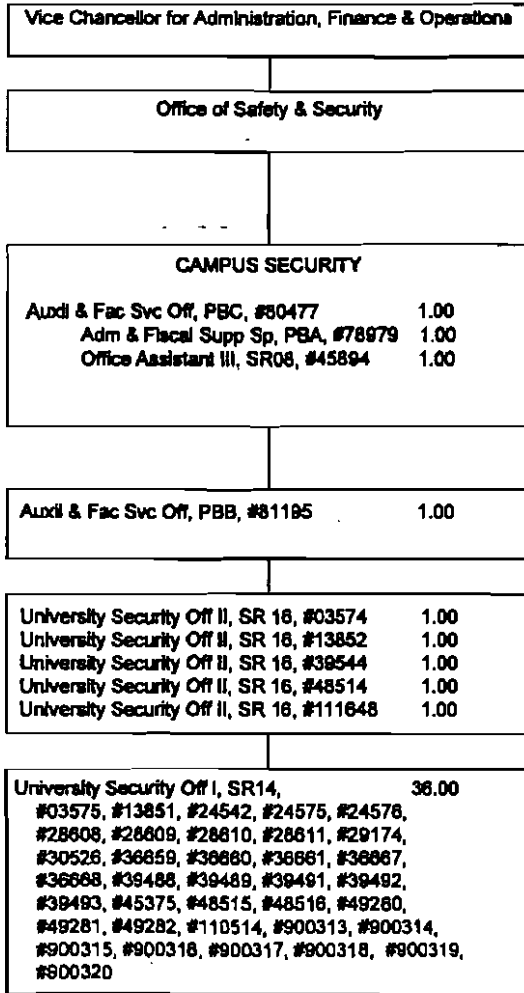 Vice Chancellor for Administration, Finance & Operations
Office of Safety & Security
CAMPUS SECURITY
Auxil & Fac Svc Off, PBC, #80477 1.00
Adm & Fiscal Supp Sp, PBA, #78979 1.00
Office Assistant III, SR08, #45894 1.00
Auxil & Fac Svc Off, PBB, #81195 1.00
University Security Off II, SR 16, #03574 1.00
University Security Off II, SR 16, #13852 1.00
University Security Off II, SR 16, #39544 1.00
University Security Off II, SR 16, #48514 1.00
University Security Off II, SR 16, #111648 1.00
University Security Off I, SR14, 36.00
#03575, #13851, #24542, #24575, #24576,
#28608, #28609, #28610, #28611, #29174,
#30526, #36659, #36660, #36661, #36667,
#36668, #39488, #39489, #39491, #39492,
#39493, #45375, #48515, #48516, #49280,
#49281, #49282, #110514, #900313, #900314,
#900315, #900316, #900317, #900318, #900319,
#900320